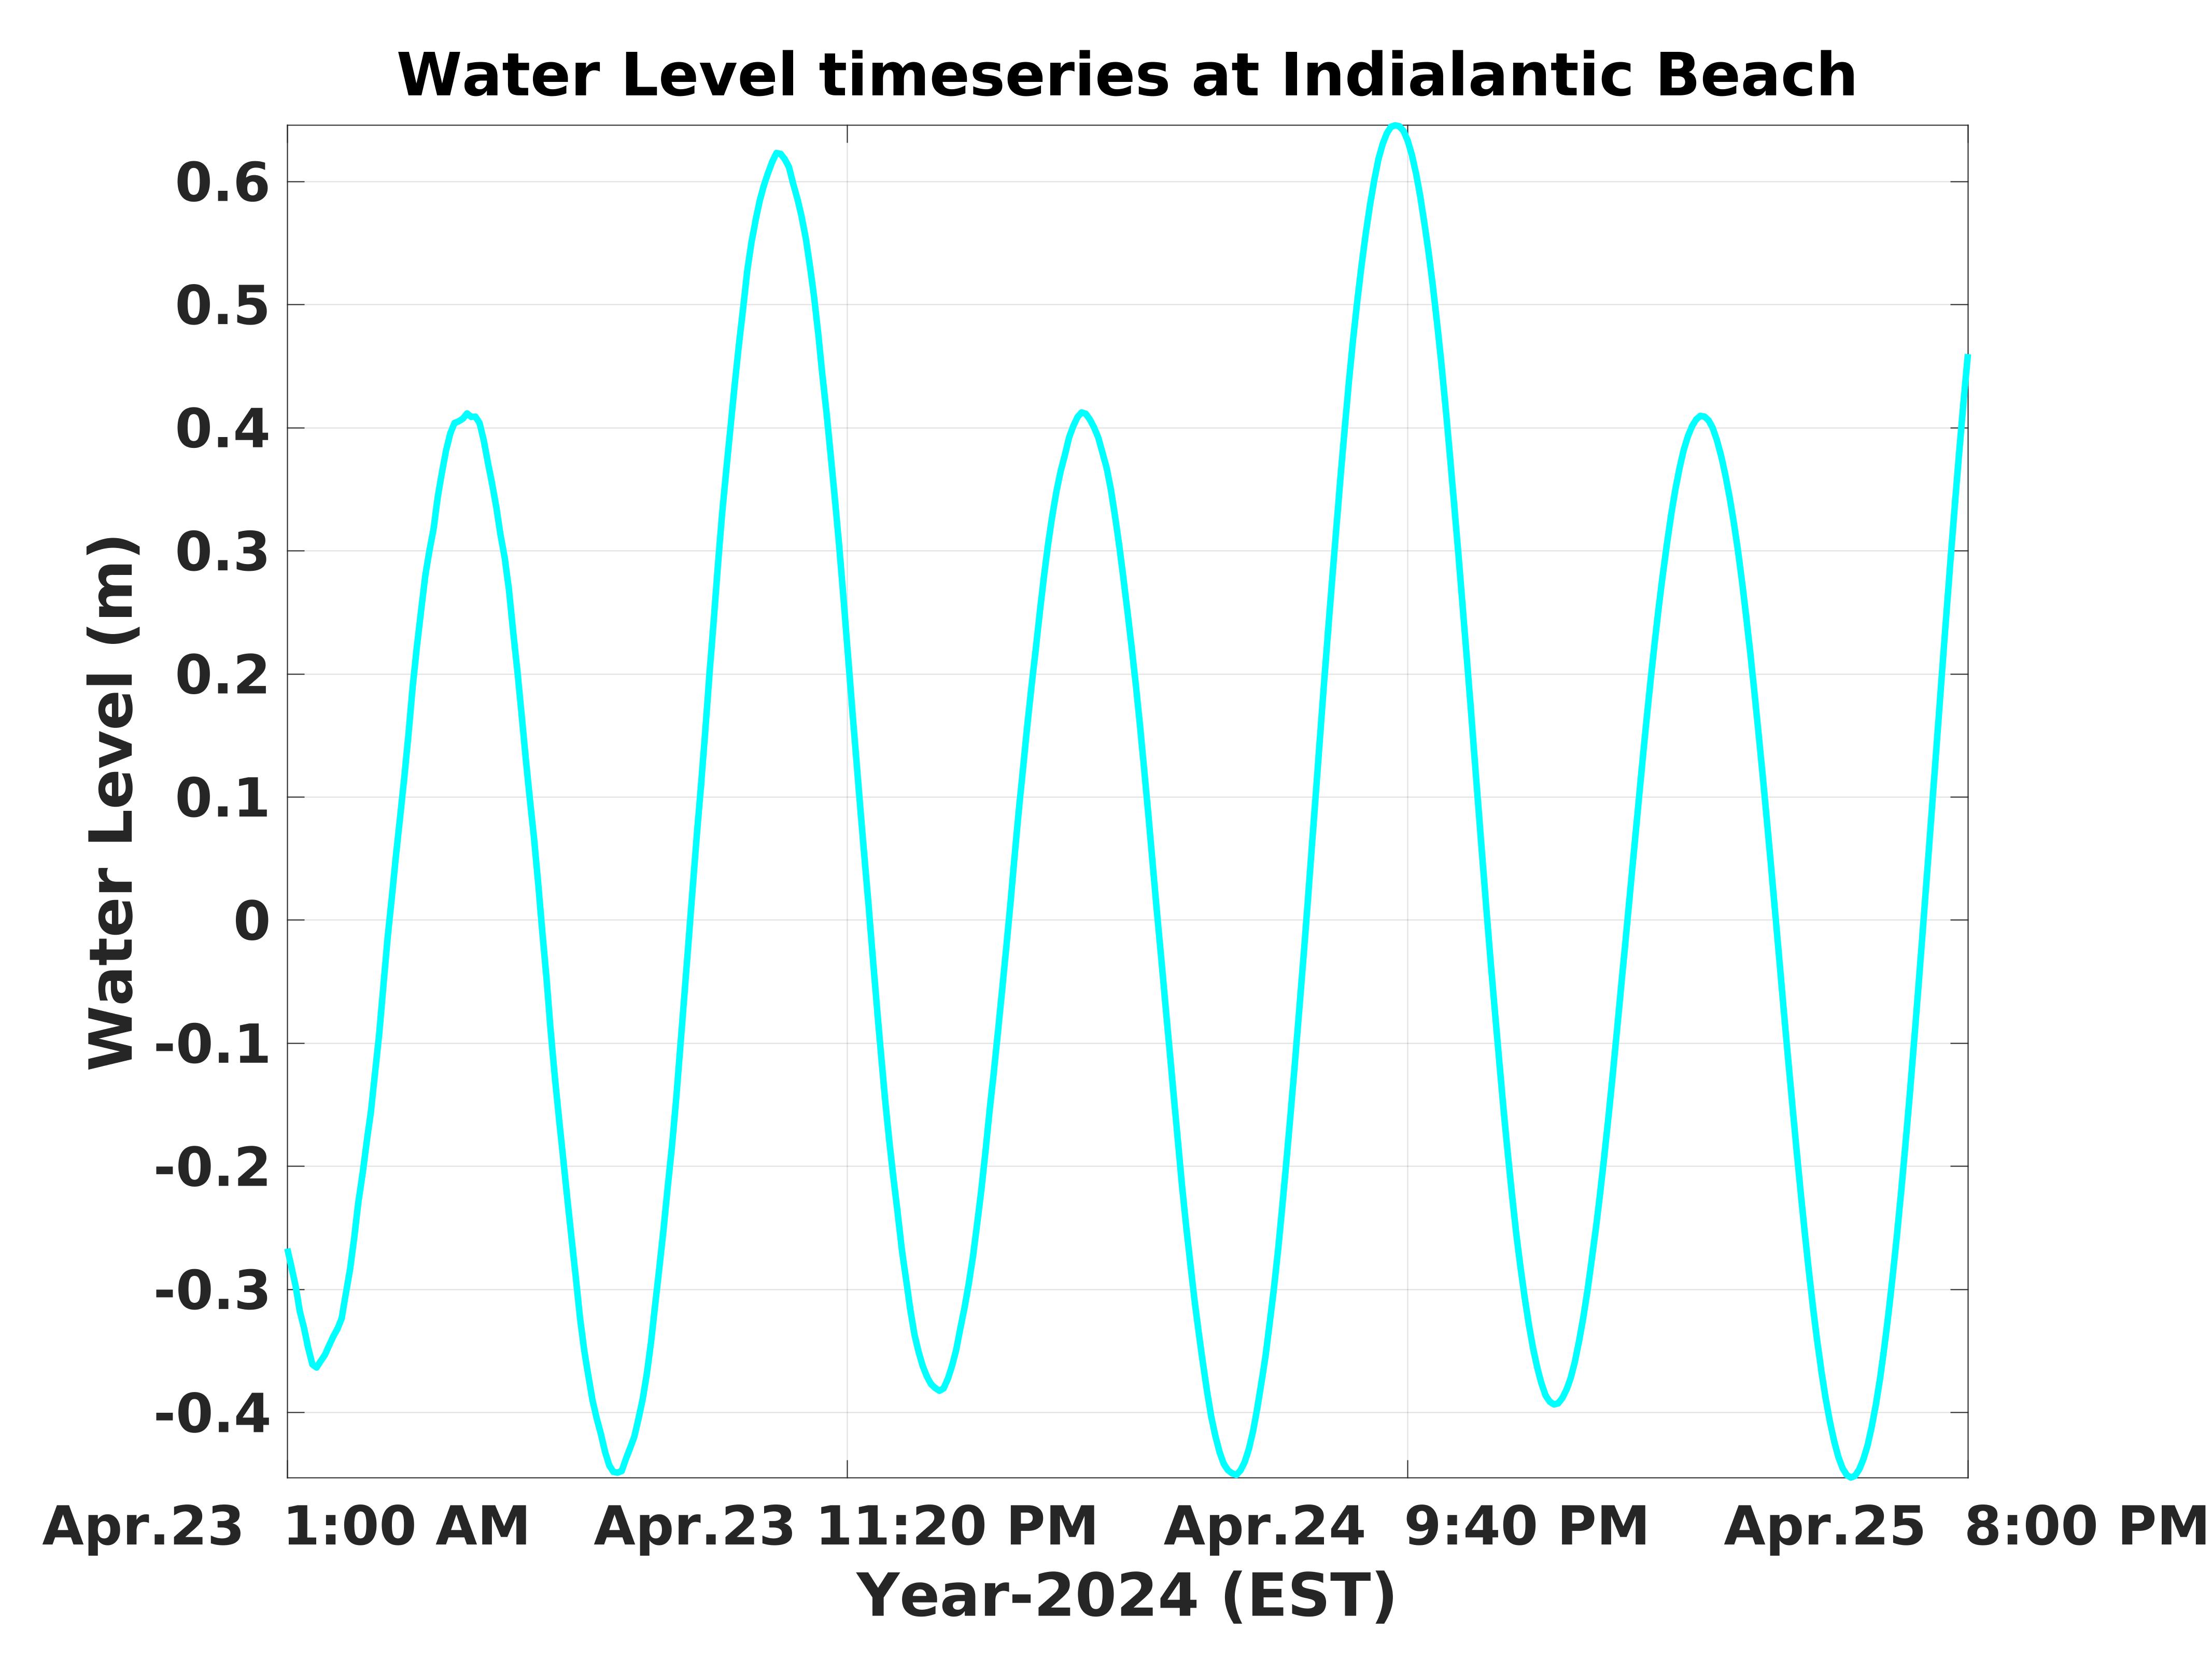 Water Level timeseries at Indialantic Beach
Water Level (m)
0.6
0.5
0.4
0.3
0.2
0.1
0
-0.1
-0.2
-0.3
-0.4
Apr.23 1:00 AM
Apr.23 11:20 PM
Apr.24 9:40 PM
Apr.25 8:00 PM
Year-2024 (EST)